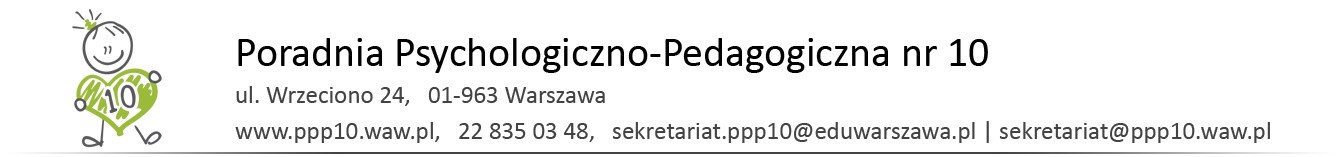 Poradnia Psychologiczno-Pedagogiczna nr 10
ul. Wrzeciono 24, 01-963 Warszawa
www.ppp10.waw.pl, 22 835 03 48, sekretariat.ppp10@eduwarszawa.pl | sekretariat@ppp10.waw.pl
10